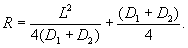 R = L²/4(D₁ + D₂) + (D₁ + D₂)/4.